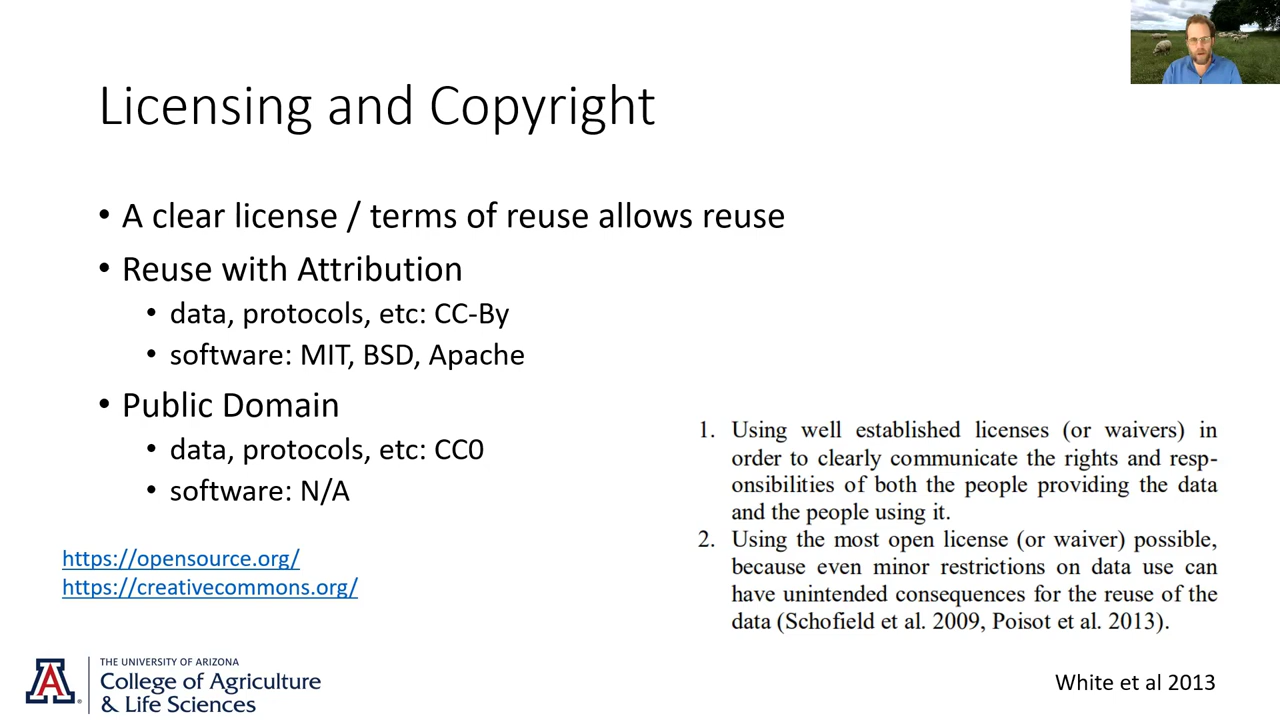 Licensing and Copyright
• A clear license / terms of reuse allows reuse
• Reuse with Attribution
• data, protocols, etc: CC-By
• software: MIT, BSD, Apache
• Public Domain
• data, protocols, etc: CC0
• software: N/A
https://opensource.org/
https://creativecommons.org/
1. Using well established licenses (or waivers) in
order to clearly communicate the rights and resp-
onsibilities of both the people providing the data
and the people using it.
2. Using the most open license (or waiver) possible,
because even minor restrictions on data use can
have unintended consequences for the reuse of the
data (Schofield et al. 2009, Poisot et al. 2013).
A
THE UNIVERSITY OF ARIZONA
College of Agriculture
& Life Sciences
White et al 2013